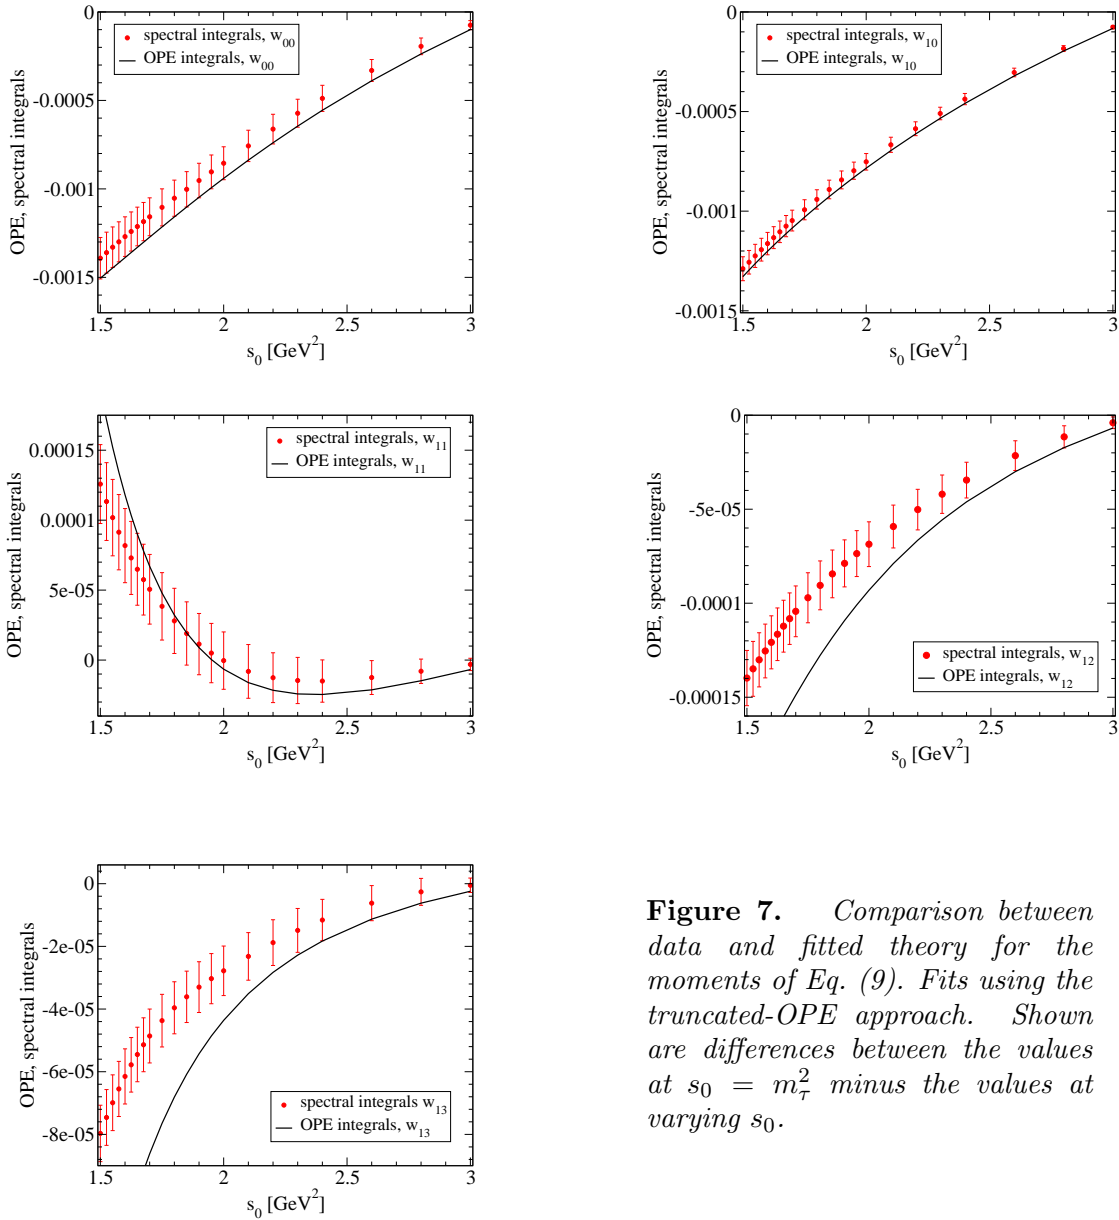 0
-0.0005
-0.001
-0.0015
OPE, spectral integrals
spectral integrals, w00
OPE integrals, w00
1.5 2 2.5 3
s0 [GeV2]
0
-0.0005
-0.001
-0.0015
OPE, spectral integrals
spectral integrals, w10
OPE integrals, w10
1.5 2 2.5 3
s0 [GeV2]
0.00015
0.0001
5e-05
0
OPE, spectral integrals
spectral integrals, w11
OPE integrals, w11
1.5 2 2.5 3
s0 [GeV2]
0
-5e-05
-0.0001
-0.00015
OPE, spectral integrals
spectral integrals, w12
OPE integrals, w12
1.5 2 2.5 3
s0 [GeV2]
0
-2e-05
-4e-05
-6e-05
-8e-05
OPE, spectral integrals
spectral integrals w13
OPE integrals, w13
1.5 2 2.5 3
s0 [GeV2]
Figure 7. Comparison between
data and fitted theory for the
moments of Eq. (9). Fits using the
truncated-OPE approach. Shown
are differences between the values
at s0 = mτ2 minus the values at
varying s0.